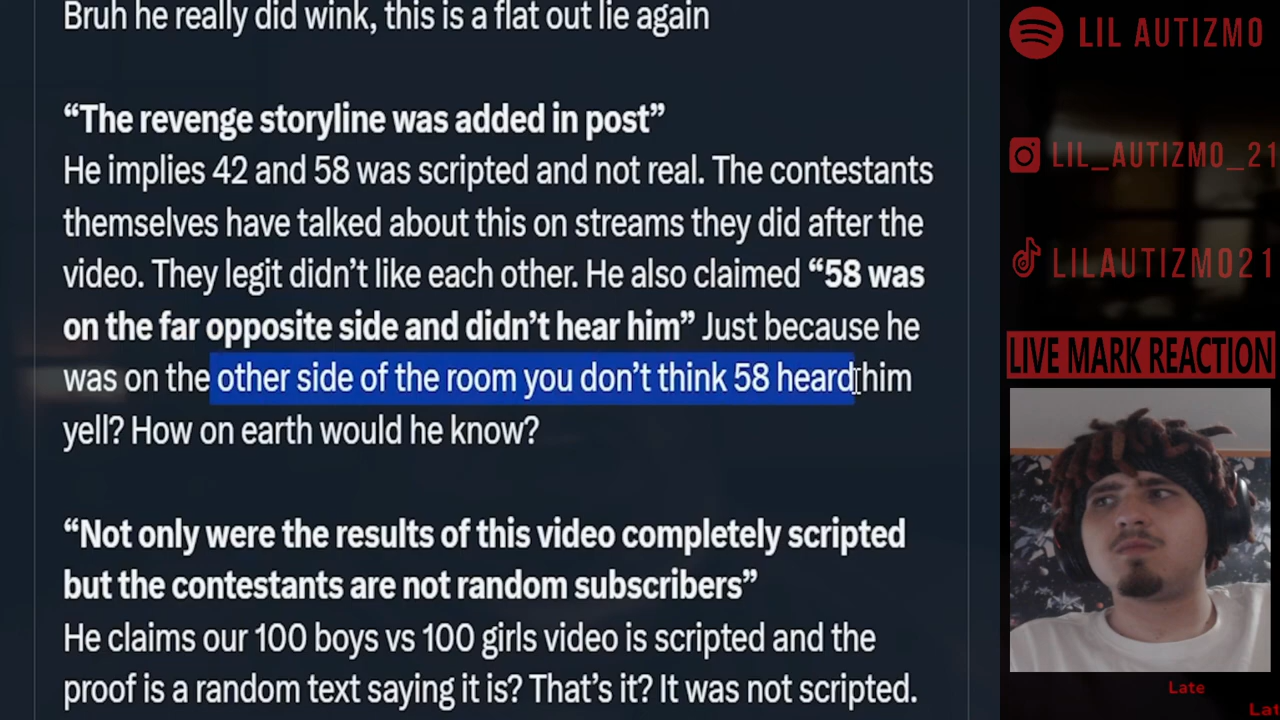 Bruh he really did wink, this is a flat out lie again
“The revenge storyline was added in post”
He implies 42 and 58 was scripted and not real. The contestants
themselves have talked about this on streams they did after the
video. They legit didn’t like each other. He also claimed “58 was
on the far opposite side and didn’t hear him” Just because he
was on the other side of the room you don’t think 58 heard him
yell? How on earth would he know?
“Not only were the results of this video completely scripted
but the contestants are not random subscribers”
He claims our 100 boys vs 100 girls video is scripted and the
proof is a random text saying it is? That’s it? It was not scripted.
LIL AUTIZMO
LIL_AUTIZMO_21
LILAUTIZMO21
LIVE MARK REACTION
Late
Lat